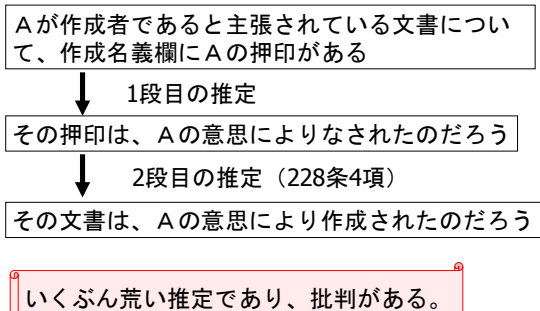 Ａが作成者であると主張されている文書につい
て、作成名義欄にＡの押印がある
1段目の推定
その押印は、Ａの意思によりなされたのだろう
2段目の推定（228条4項）
その文書は、Ａの意思により作成されたのだろう
いくぶん荒い推定であり、批判がある。